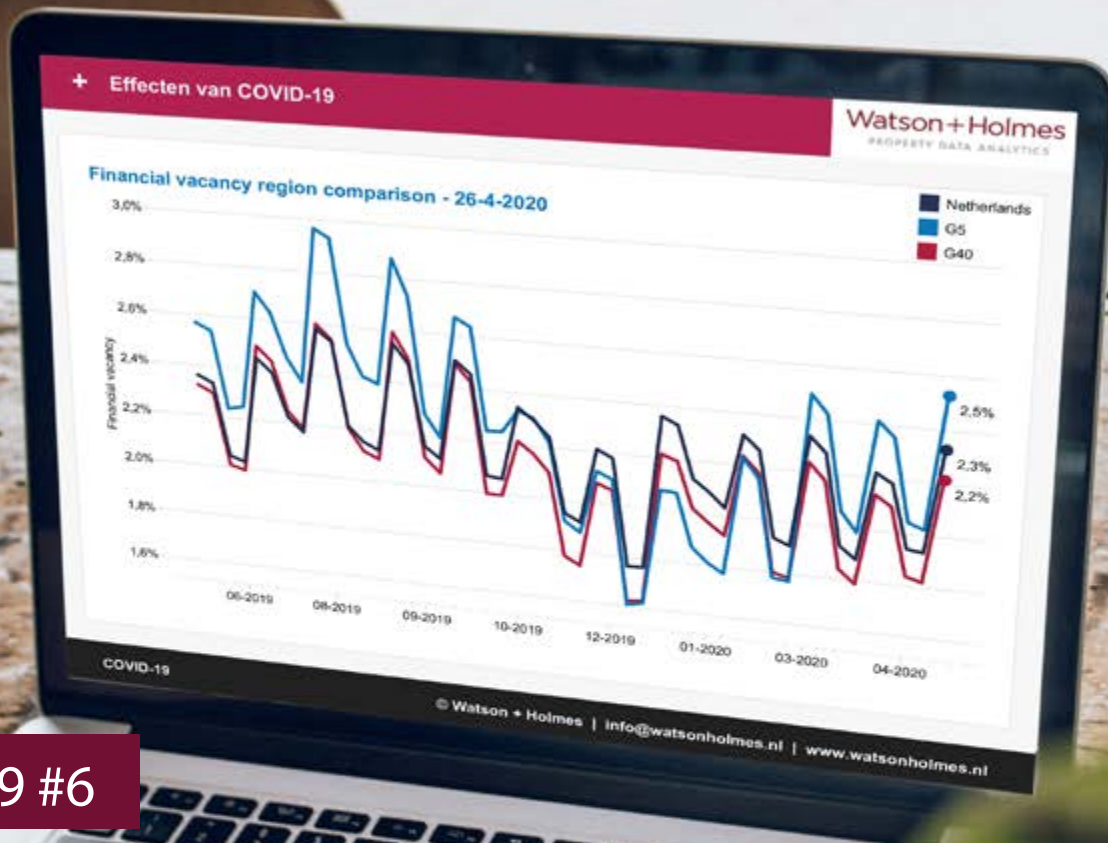 + Effecten van COVID-19
Watson+Holmes
PROPERTY DATA ANALYTICS
Financial vacancy region comparison - 26-4-2020
Netherlands
G5
G40
3,0%
2,8%
2,6%
2,4%
2,2%
2,0%
1,8%
1,6%
Financial vacancy
2,5%
2,3%
2,2%
06-2019
08-2019
09-2019
10-2019
12-2019
01-2020
03-2020
04-2020
COVID-19
© Watson + Holmes | info@watsonholmes.nl | www.watsonholmes.nl
9 #6